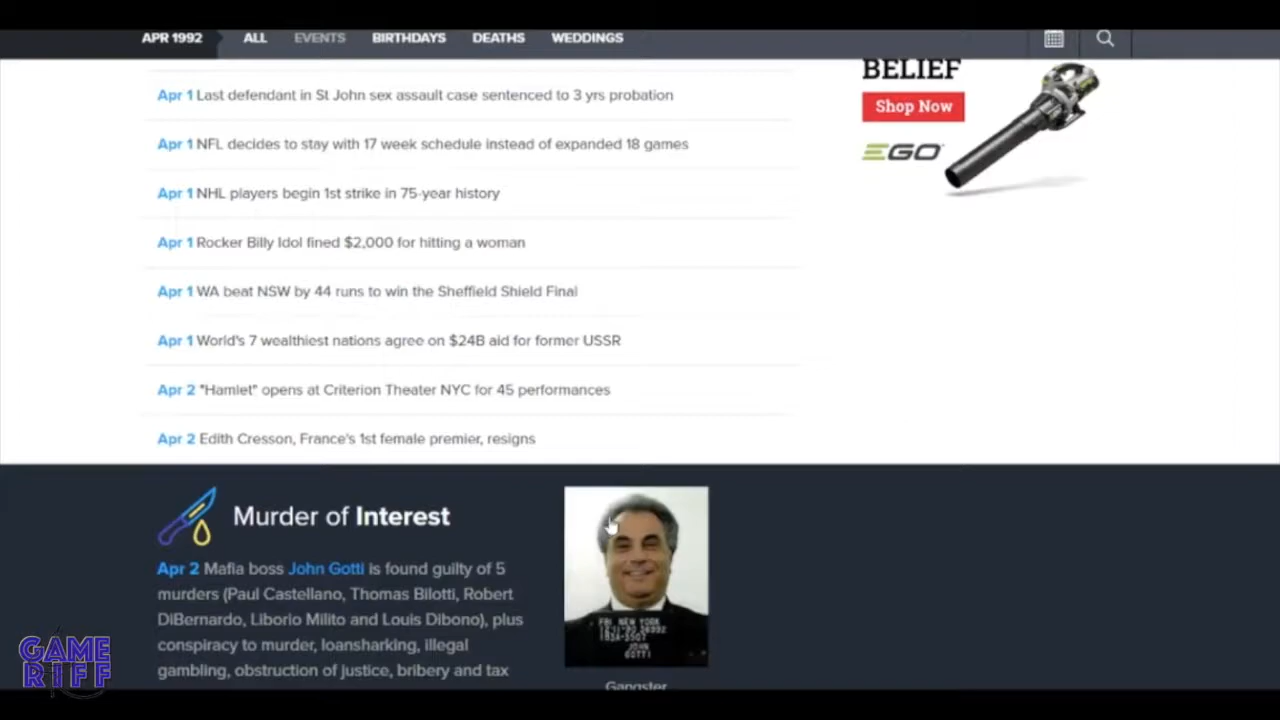 APR 1992 ALL EVENTS BIRTHDAYS DEATHS WEDDINGS
BELIEF
Shop Now
EGO
Apr 1 Last defendant in St John sex assault case sentenced to 3 yrs probation
Apr 1 NFL decides to stay with 17 week schedule instead of expanded 18 games
Apr 1 NHL players begin 1st strike in 75-year history
Apr 1 Rocker Billy Idol fined $2,000 for hitting a woman
Apr 1 WA beat NSW by 44 runs to win the Sheffield Shield Final
Apr 1 World's 7 wealthiest nations agree on $24B aid for former USSR
Apr 2 "Hamlet" opens at Criterion Theater NYC for 45 performances
Apr 2 Edith Cresson, France's 1st female premier, resigns
Murder of Interest
Apr 2 Mafia boss John Gotti is found guilty of 5
murders (Paul Castellano, Thomas Bilotti, Robert
DiBernardo, Liborio Milito and Louis Dibono), plus
conspiracy to murder, loansharking, illegal
gambling, obstruction of justice, bribery and tax
FBI NEW YORK
JOHN
GOTTI
Gangster
GAME
RIFF